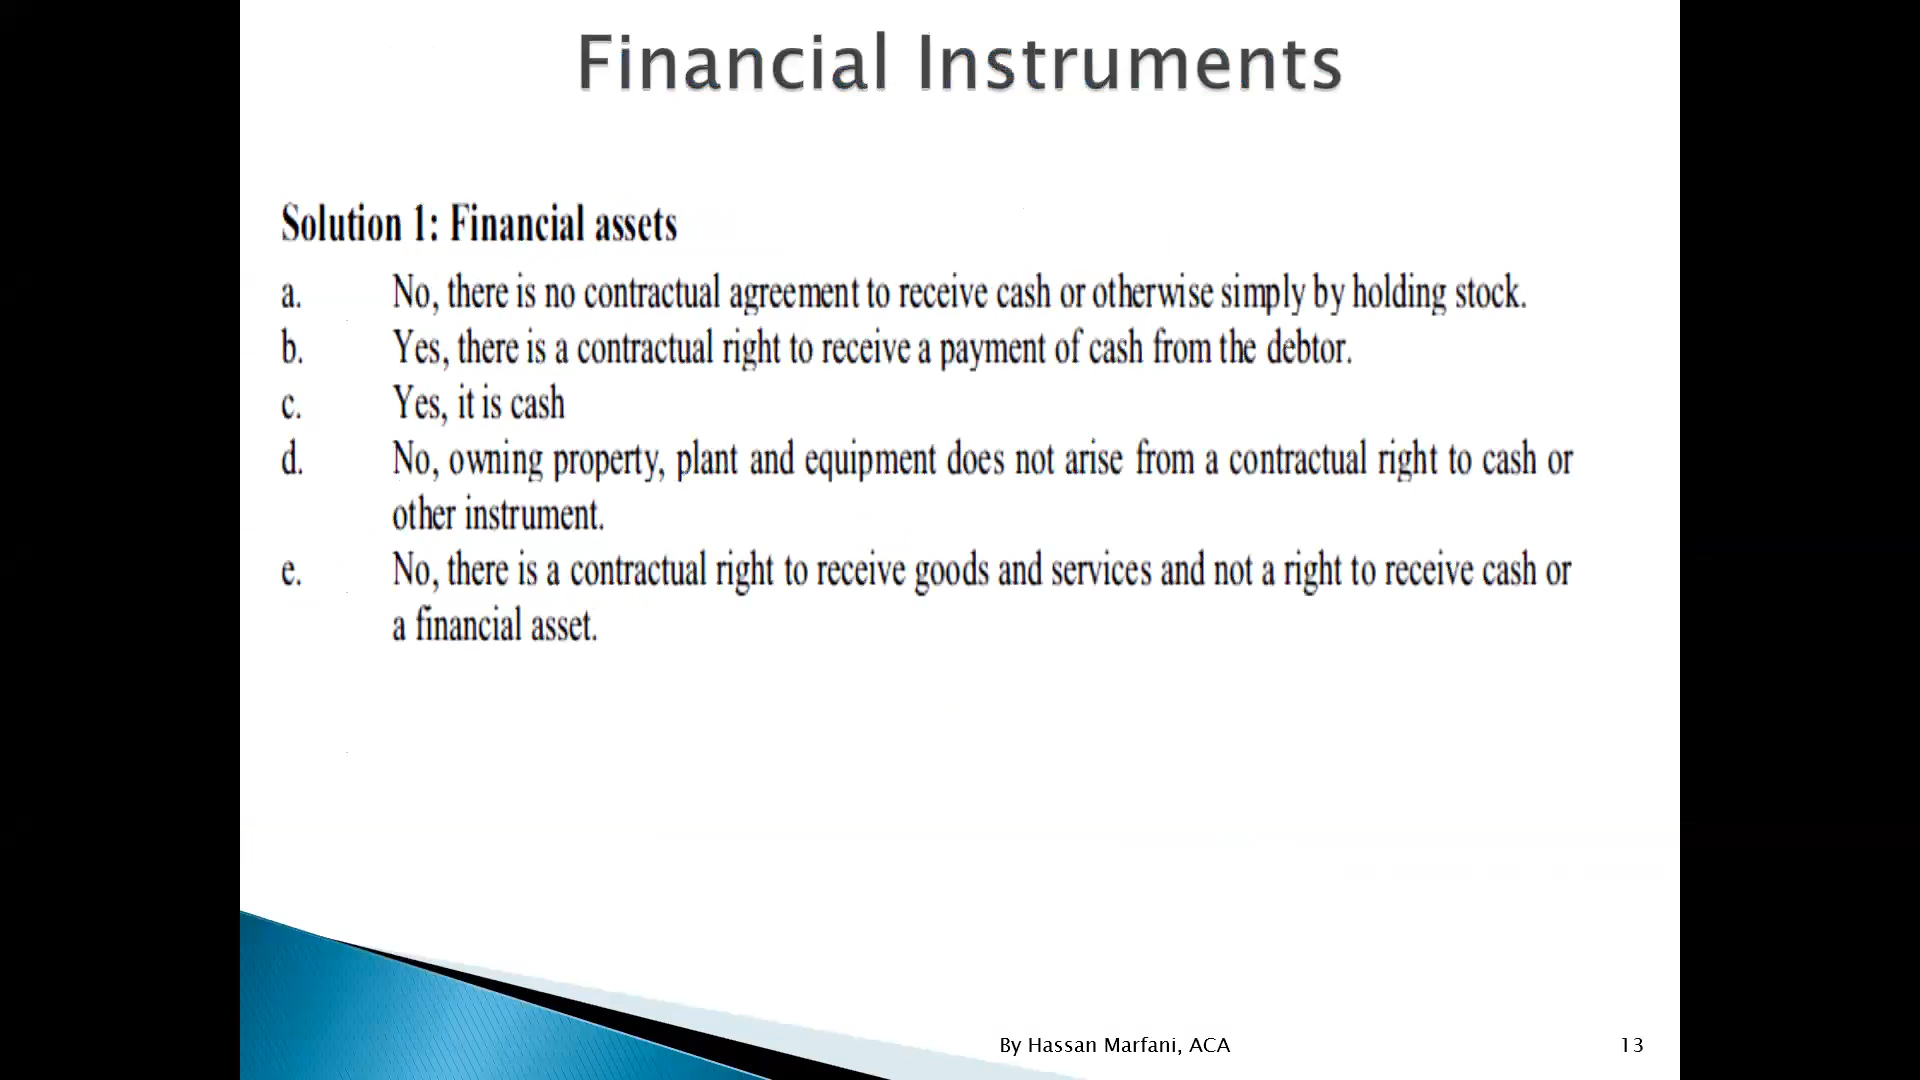 Financial Instruments
Solution 1: Financial assets
a. No, there is no contractual agreement to receive cash or otherwise simply by holding stock.
b. Yes, there is a contractual right to receive a payment of cash from the debtor.
c. Yes, it is cash
d. No, owning property, plant and equipment does not arise from a contractual right to cash or
other instrument.
e. No, there is a contractual right to receive goods and services and not a right to receive cash or
a financial asset.
By Hassan Marfani, ACA 13